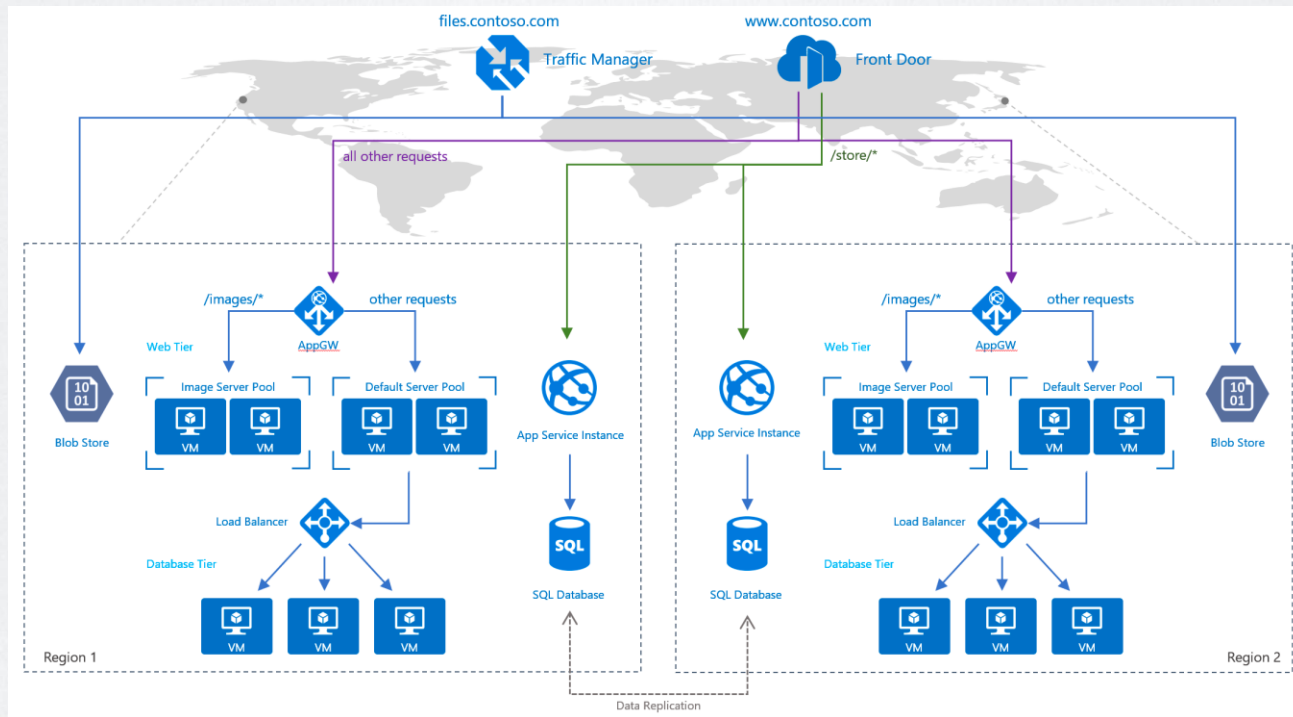 files.contoso.com
www.contoso.com
Traffic Manager
Front Door
all other requests
/store/*
/images/*
other requests
AppGW
Web Tier
Image Server Pool
Default Server Pool
VM
VM
VM
VM
Blob Store
10
01
App Service Instance
Load Balancer
SQL
Database Tier
SQL Database
VM
VM
VM
Region 1
/images/*
other requests
AppGW
Web Tier
Image Server Pool
Default Server Pool
VM
VM
VM
VM
10
01
Blob Store
App Service Instance
Load Balancer
SQL
Database Tier
SQL Database
VM
VM
VM
Region 2
Data Replication